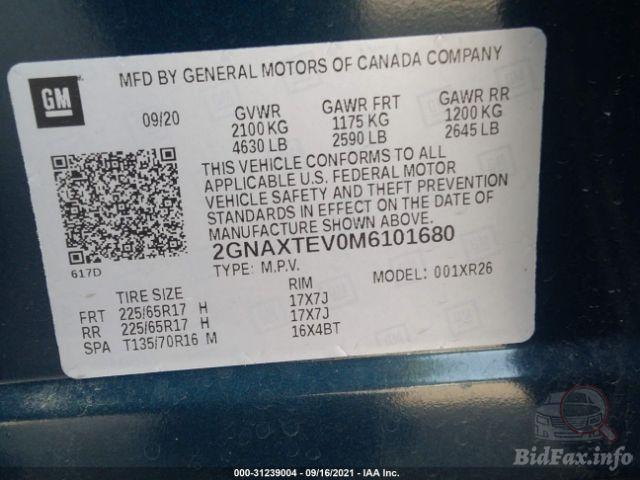 GM
MFD BY GENERAL MOTORS OF CANADA COMPANY
09/20 GVWR GAWR FRT GAWR RR
2100 KG 1175 KG 1200 KG
4630 LB 2590 LB 2645 LB
THIS VEHICLE CONFORMS TO ALL
APPLICABLE U.S. FEDERAL MOTOR
VEHICLE SAFETY AND THEFT PREVENTION
STANDARDS IN EFFECT ON THE DATE OF
MANUFACTURE SHOWN ABOVE.
617D
2GNAXTEV0M6101680
TYPE: M.P.V. MODEL: 001XR26
TIRE SIZE RIM
FRT 225/65R17 H 17X7J
RR 225/65R17 H 17X7J
SPA T135/70R16 M 16X4BT
000-31239004 - 09/16/2021 - IAA Inc.
BidFax.info